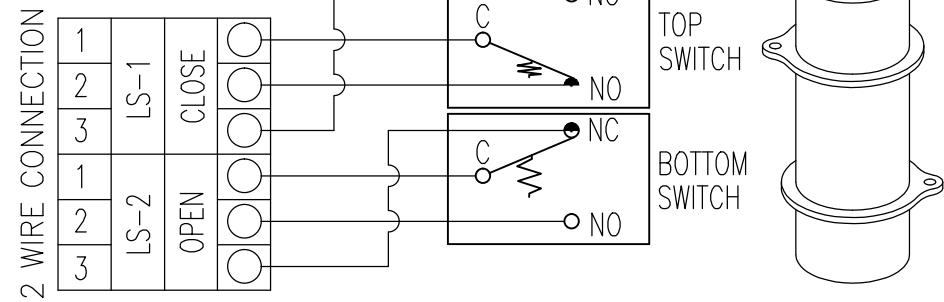 2 WIRE CONNECTION
1
2
3
LS-1
CLOSE
1
2
3
LS-2
OPEN
C
NO
TOP
SWITCH
NC
C
NO
BOTTOM
SWITCH